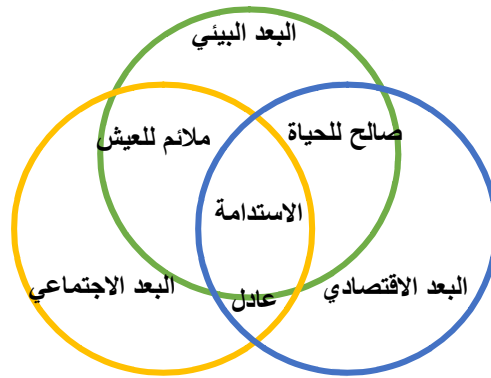 البعد البيئي
صالح للحياة
ملائم للعيش
الاستدامة
البعد الاقتصادي
عادل
البعد الاجتماعي